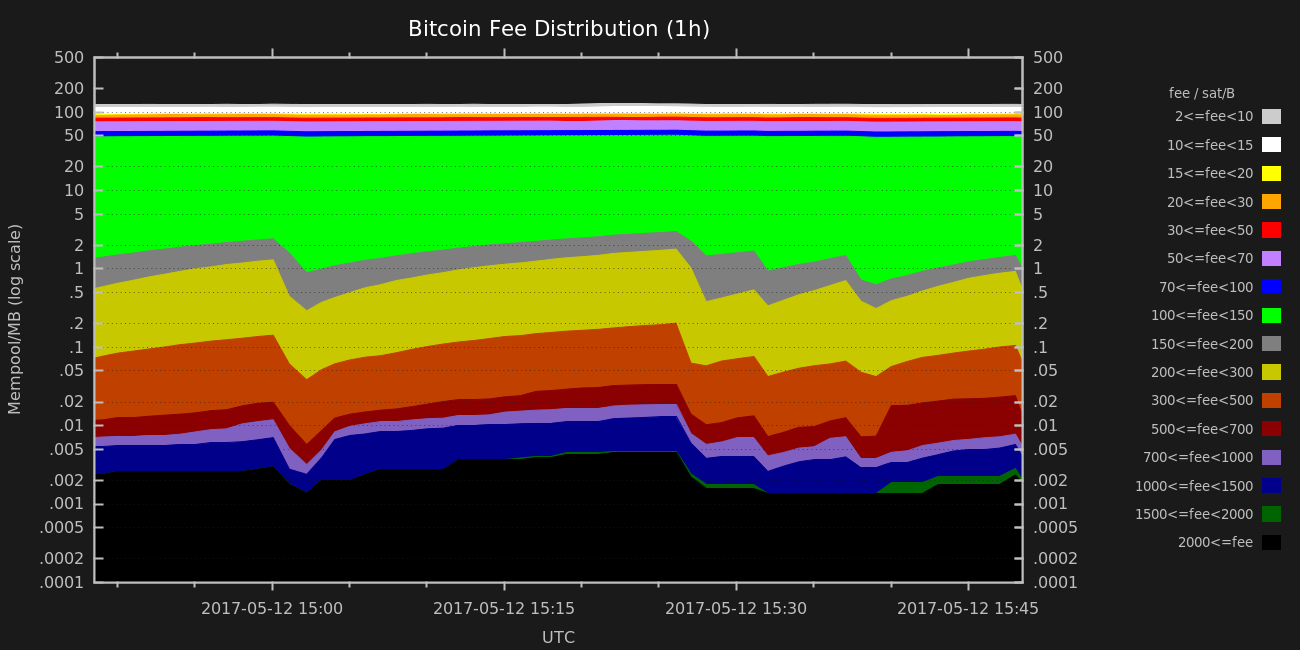 Bitcoin Fee Distribution (1h)
Mempool/MB (log scale)
500
200
100
50
20
10
5
2
1
.5
.2
.1
.05
.02
.01
.005
.002
.001
.0005
.0002
.0001
500
200
100
50
20
10
5
2
1
.5
.2
.1
.05
.02
.01
.005
.002
.001
.0005
.0002
.0001
2017-05-12 15:00
2017-05-12 15:15
2017-05-12 15:30
2017-05-12 15:45
UTC
fee / sat/B
2<=fee<10
10<=fee<15
15<=fee<20
20<=fee<30
30<=fee<50
50<=fee<70
70<=fee<100
100<=fee<150
150<=fee<200
200<=fee<300
300<=fee<500
500<=fee<700
700<=fee<1000
1000<=fee<1500
1500<=fee<2000
2000<=fee